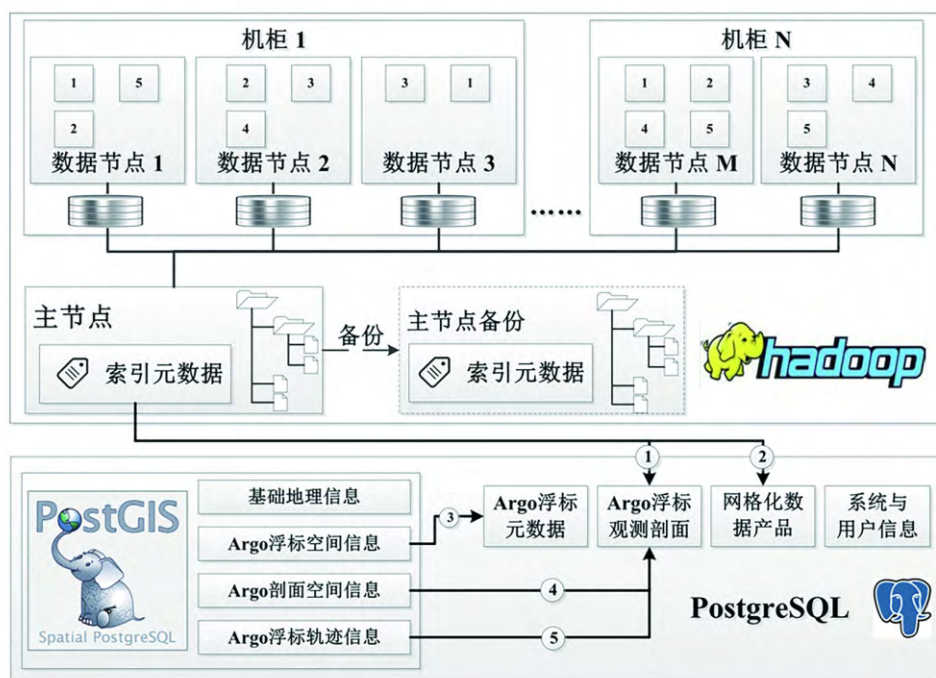 机柜 1
机柜 N
1
5
2
2
3
4
3
1
1
2
4
5
3
4
5
数据节点 1
数据节点 2
数据节点 3
数据节点 M
数据节点 N
……
主节点
索引元数据
备份
主节点备份
索引元数据
hadoop
1
2
PostGIS
Spatial PostgreSQL
基础地理信息
Argo浮标空间信息
Argo剖面空间信息
Argo浮标轨迹信息
3
4
5
Argo浮标
元数据
Argo浮标
观测剖面
网格化数
据产品
系统与
用户信息
PostgreSQL